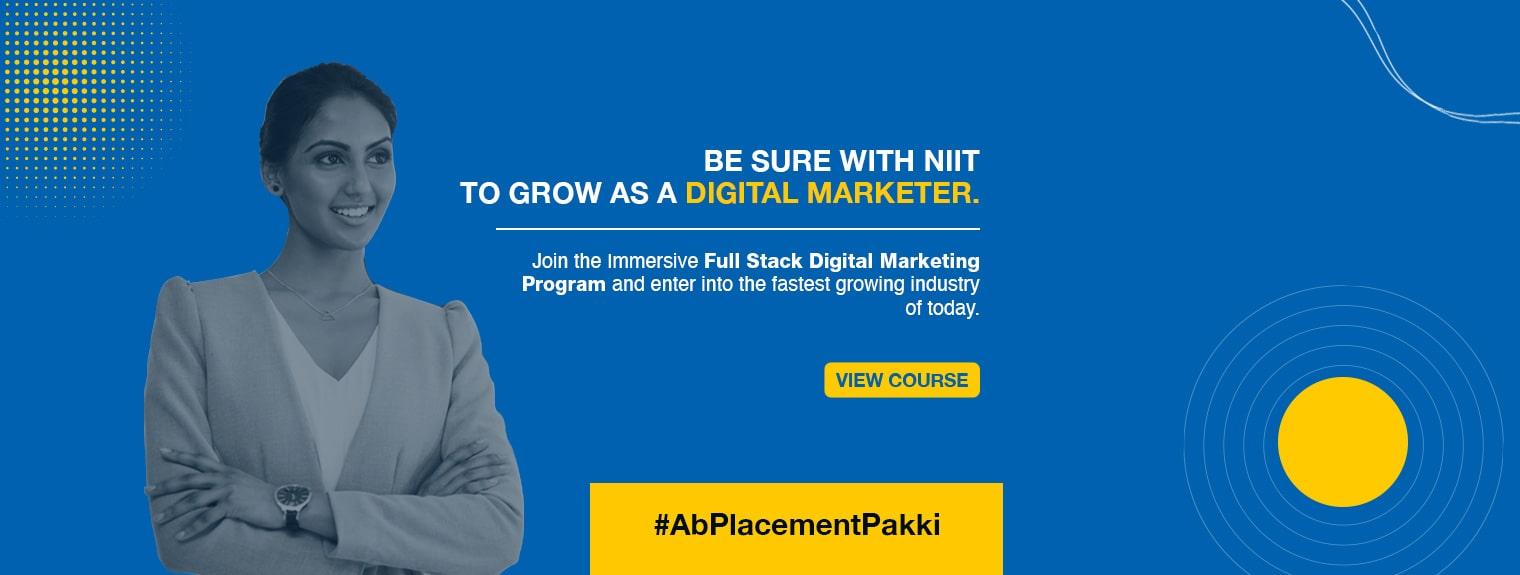 BE SURE WITH NIIT
TO GROW AS A DIGITAL MARKETER.
Join the Immersive Full Stack Digital Marketing
Program and enter into the fastest growing industry
of today.
VIEW COURSE
#AbPlacementPakki